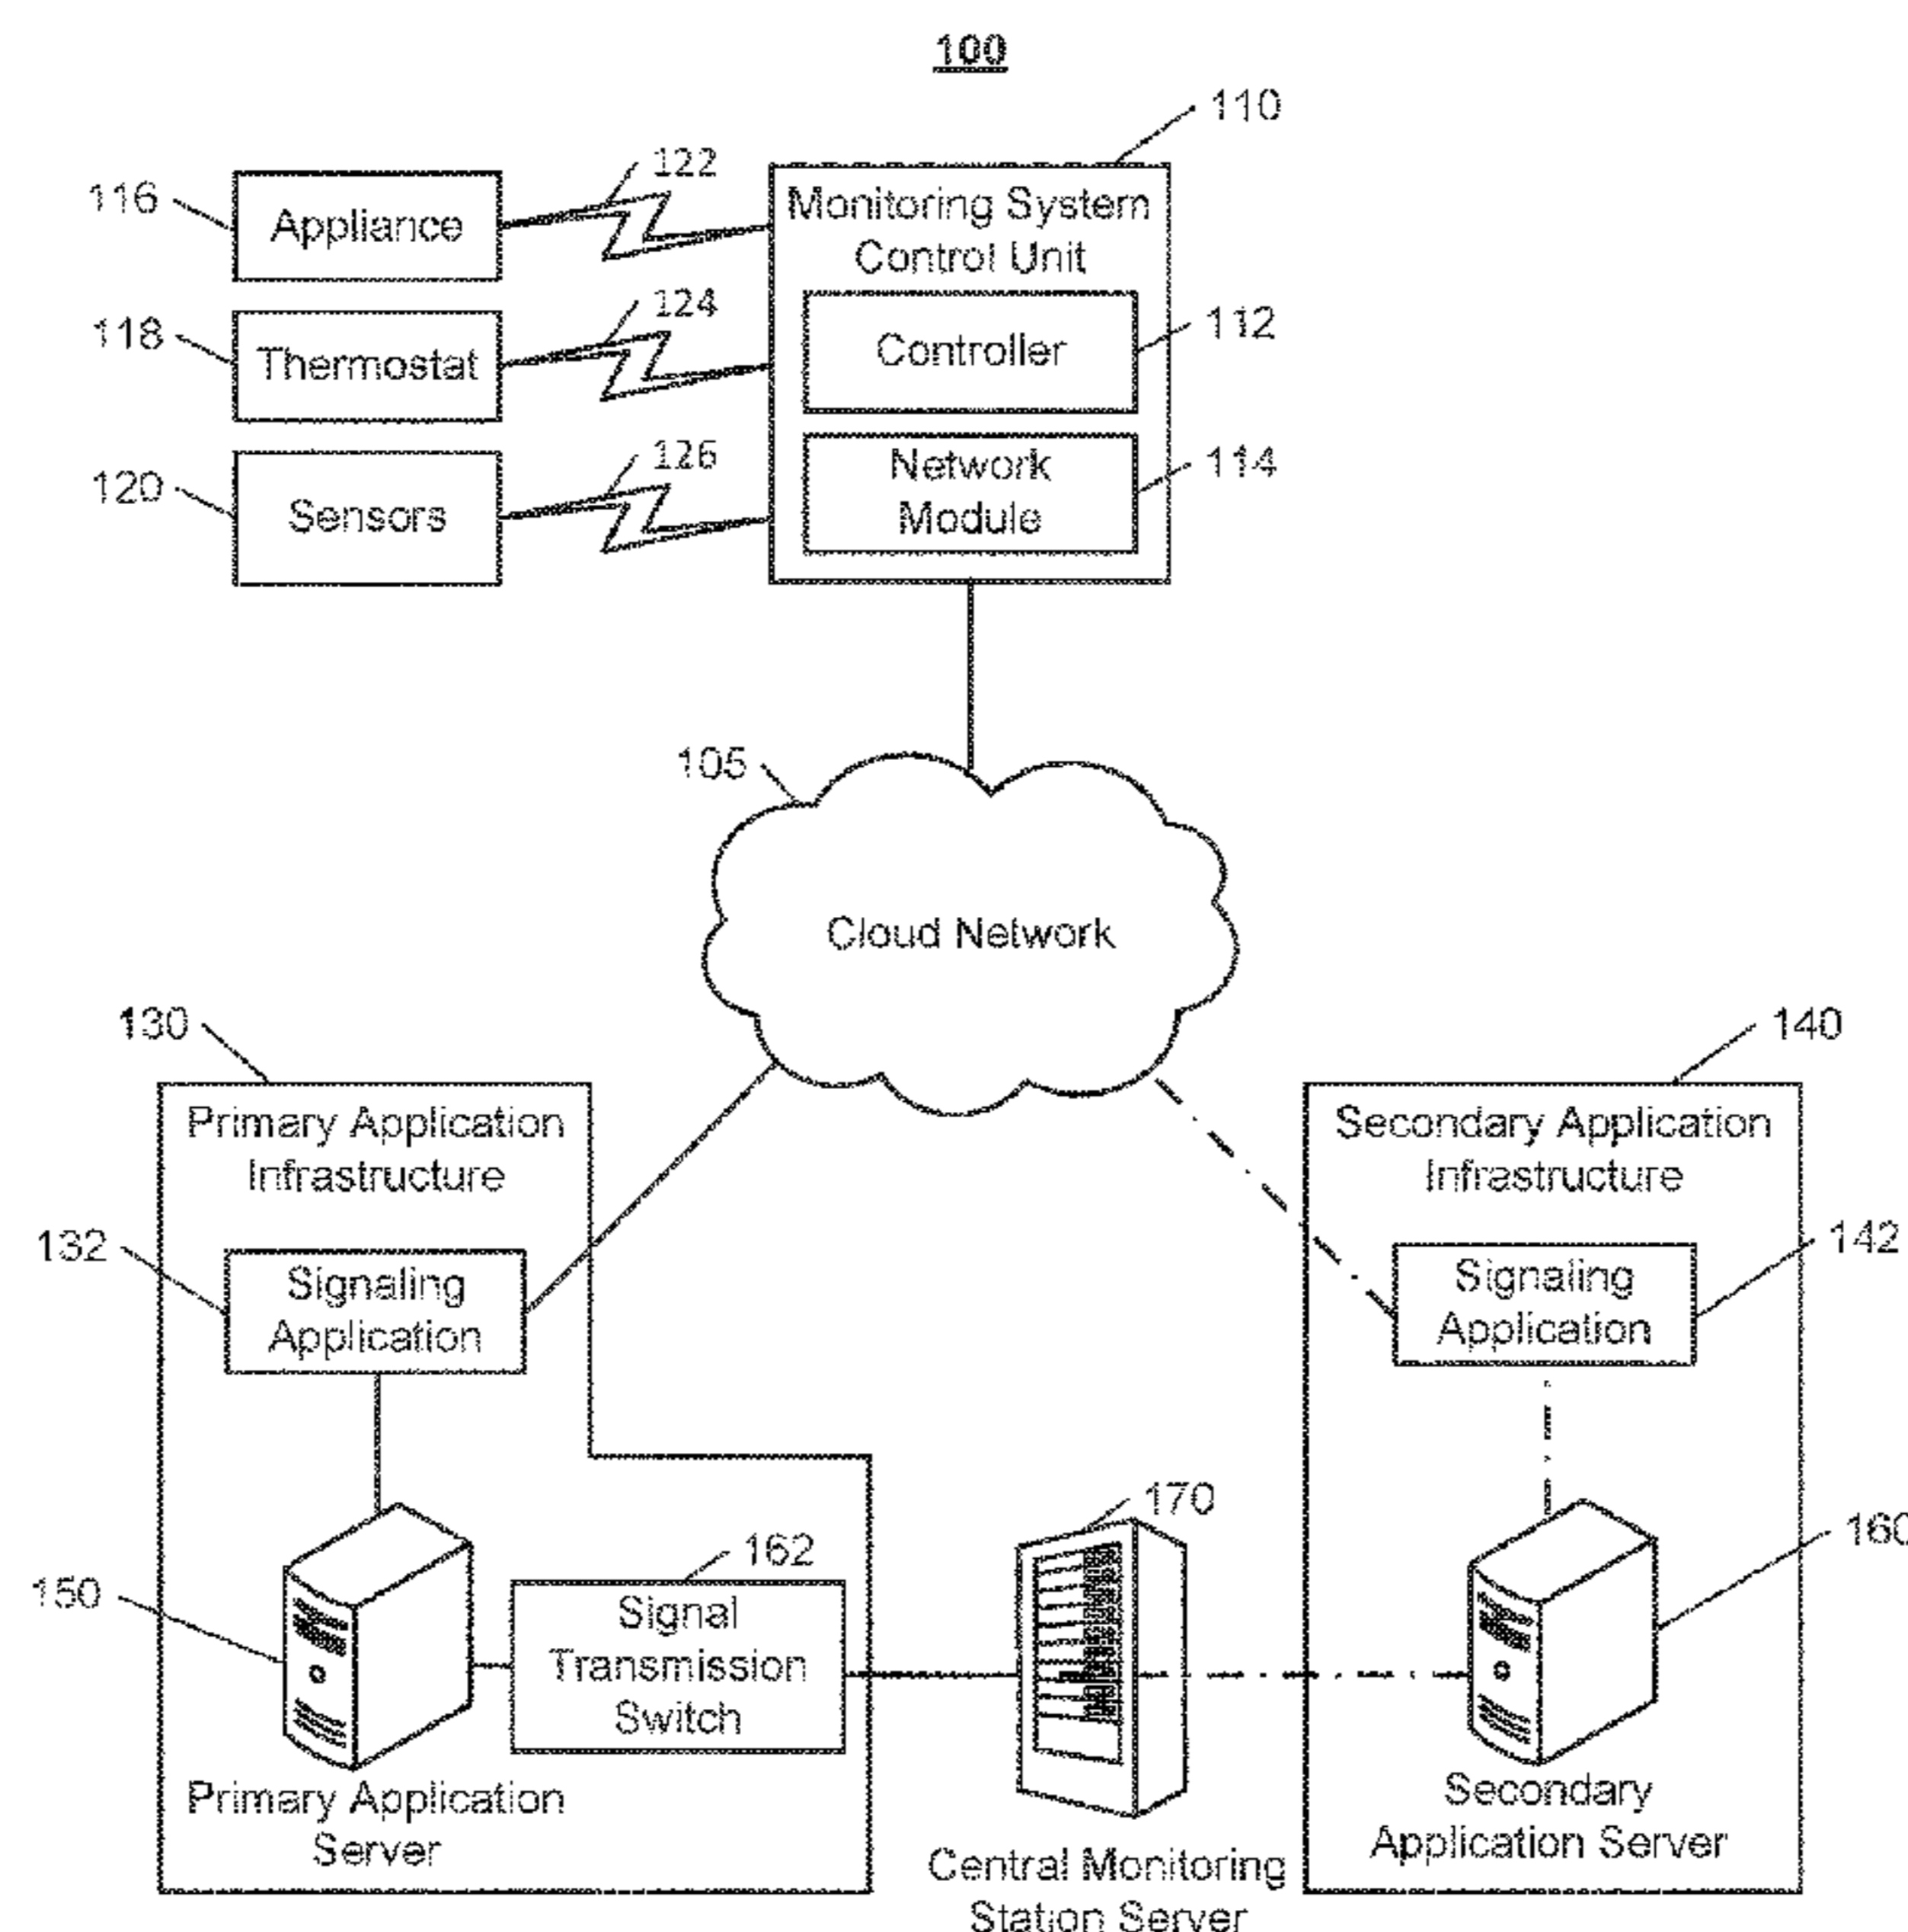 100
110
122
116
Appliance
Monitoring System
Control Unit
124
118
Thermostat
Controller
112
126
120
Sensors
Network
Module
114
105
Cloud Network
130
Primary Application
Infrastructure
140
Secondary Application
Infrastructure
132
Signaling
Application
142
Signaling
Application
150
162
Signal
Transmission
Switch
170
160
Primary Application
Server
Central Monitoring
Station Server
Secondary
Application Server